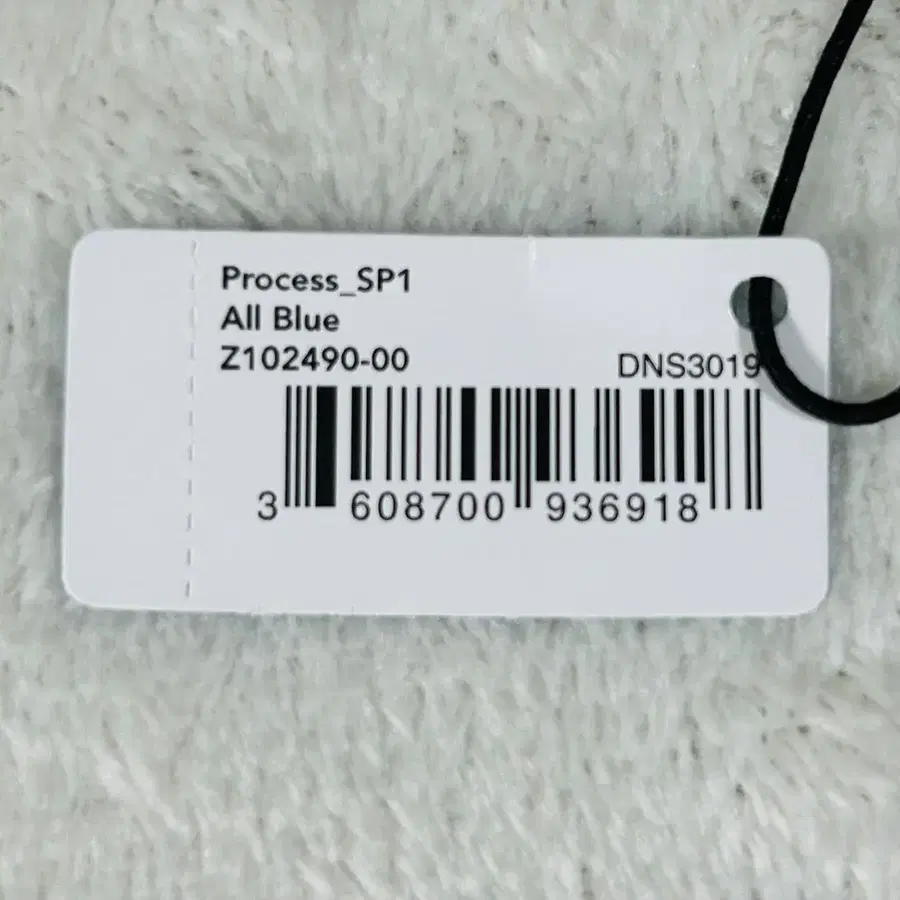 Process_SP1
All Blue
Z102490-00
DNS3019
3 608700 936918